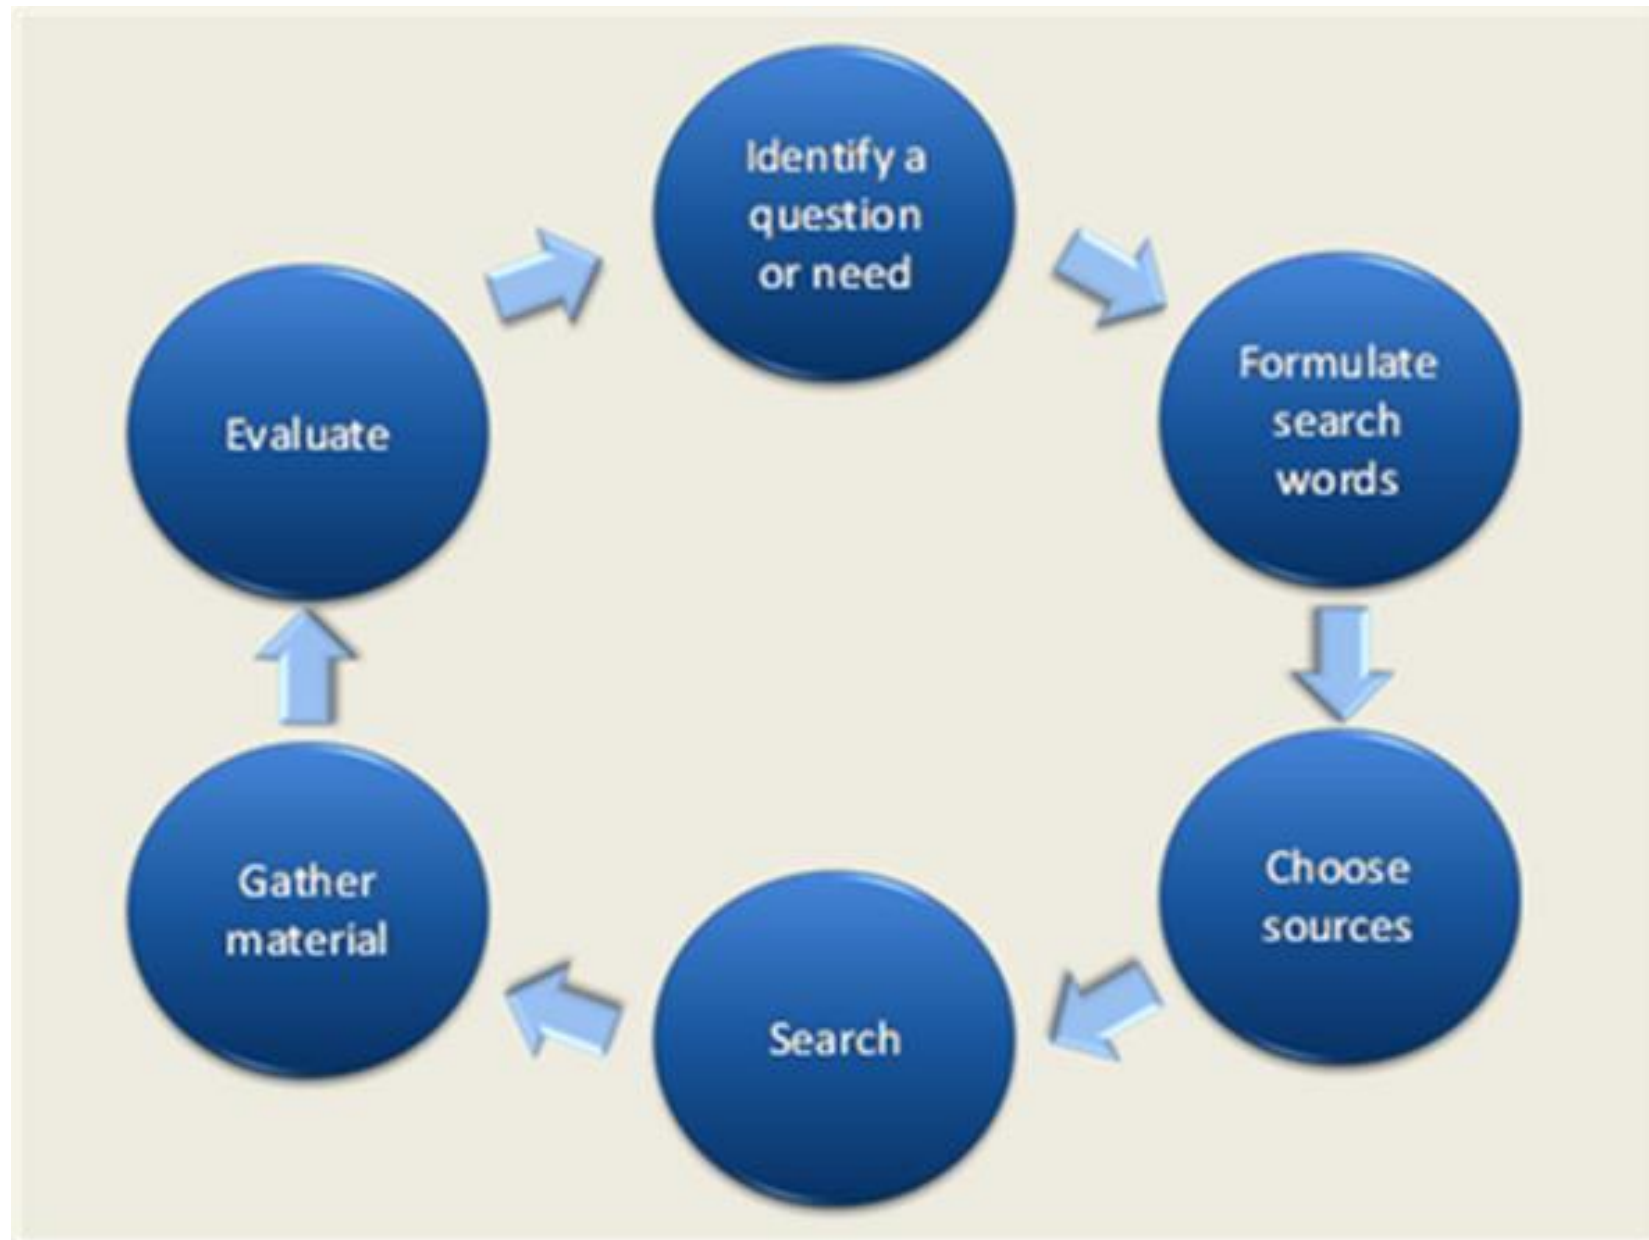 Identify a
question
or need
Formulate
search
words
Choose
sources
Search
Gather
material
Evaluate